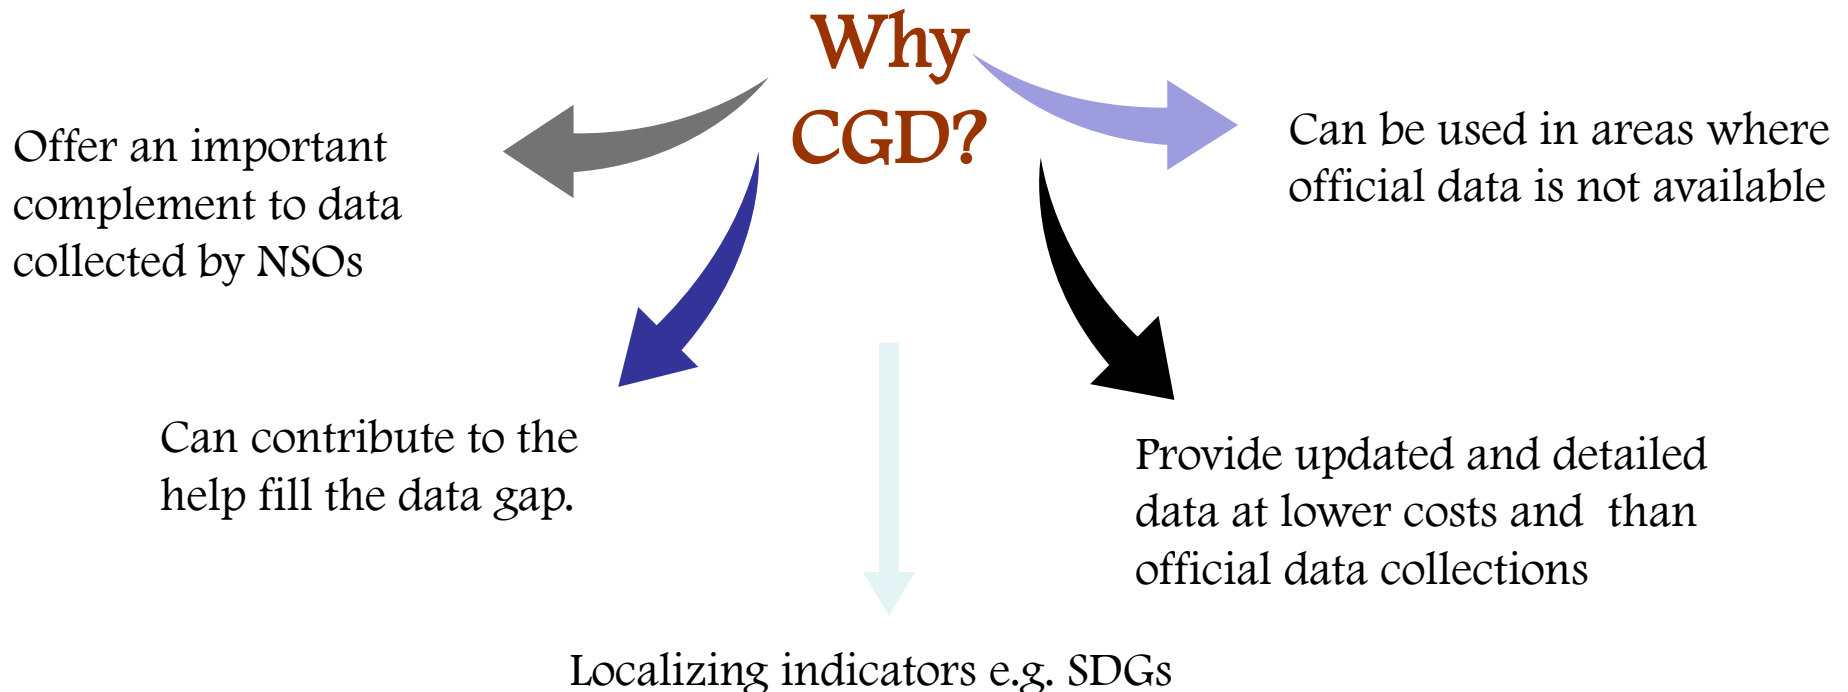 Why
CGD?
Offer an important
complement to data
collected by NSOs
Can be used in areas where
official data is not available
Can contribute to the
help fill the data gap.
Provide updated and detailed
data at lower costs and  than
official data collections
Localizing indicators e.g. SDGs